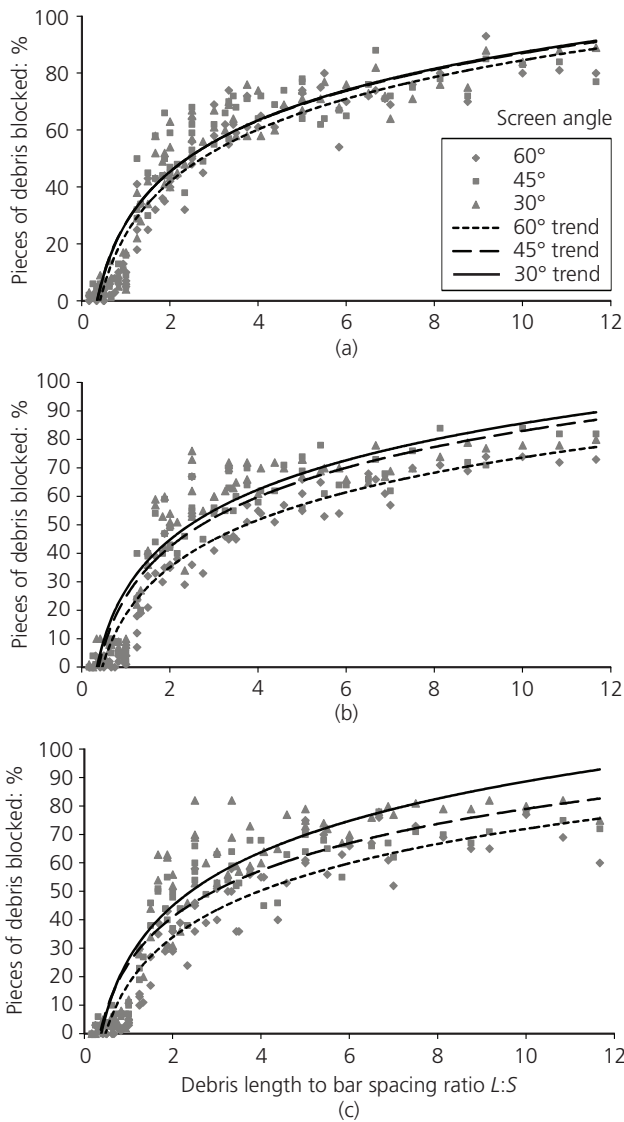 Pieces of debris blocked: %
100
80
60
40
20
0
0 2 4 6 8 10 12
Screen angle
60°
45°
30°
60° trend
45° trend
30° trend
(a)
Pieces of debris blocked: %
100
90
80
70
60
50
40
30
20
10
0
0 2 4 6 8 10 12
(b)
Pieces of debris blocked: %
100
90
80
70
60
50
40
30
20
10
0
0 2 4 6 8 10 12
Debris length to bar spacing ratio L:S
(c)